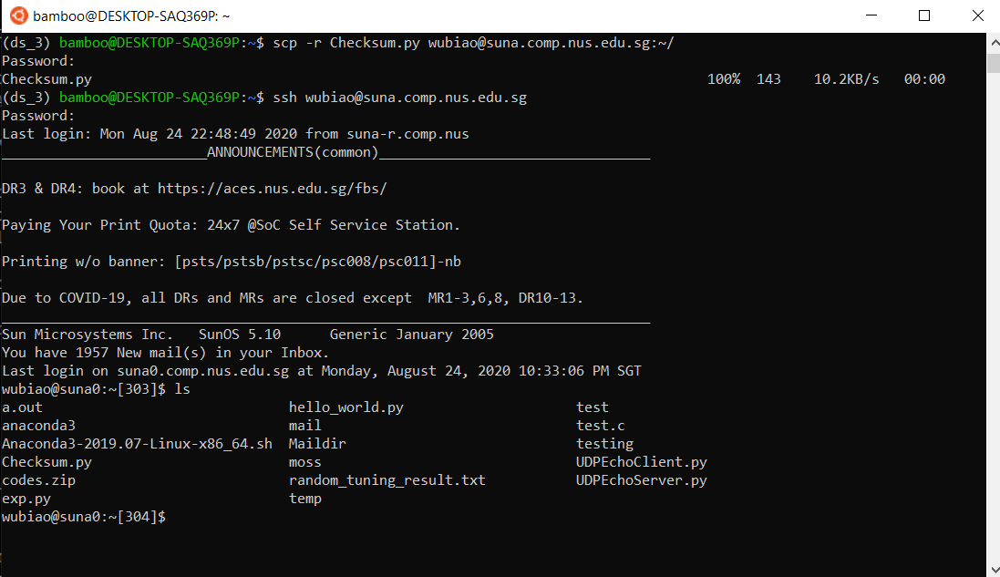 bamboo@DESKTOP-SAQ369P: ~
(ds_3) bamboo@DESKTOP-SAQ369P:~$ scp -r Checksum.py wubiao@suna.comp.nus.edu.sg:~/
Password:
Checksum.py 100% 143 10.2KB/s 00:00
(ds_3) bamboo@DESKTOP-SAQ369P:~$ ssh wubiao@suna.comp.nus.edu.sg
Password:
Last login: Mon Aug 24 22:48:49 2020 from suna-r.comp.nus
_________________________ANNOUNCEMENTS(common)_________________________________
DR3 & DR4: book at https://aces.nus.edu.sg/fbs/
Paying Your Print Quota: 24x7 @SoC Self Service Station.
Printing w/o banner: [psts/pstsb/pstsc/psc008/psc011]-nb
Due to COVID-19, all DRs and MRs are closed except  MR1-3,6,8, DR10-13.
_______________________________________________________________________________
Sun Microsystems Inc.   SunOS 5.10      Generic January 2005
You have 1957 New mail(s) in your Inbox.
Last login on suna0.comp.nus.edu.sg at Monday, August 24, 2020 10:33:06 PM SGT
wubiao@suna0:~[303]$ ls
a.out hello_world.py test
anaconda3 mail test.c
Anaconda3-2019.07-Linux-x86_64.sh Maildir testing
Checksum.py moss UDPEchoClient.py
codes.zip random_tuning_result.txt UDPEchoServer.py
exp.py temp
wubiao@suna0:~[304]$